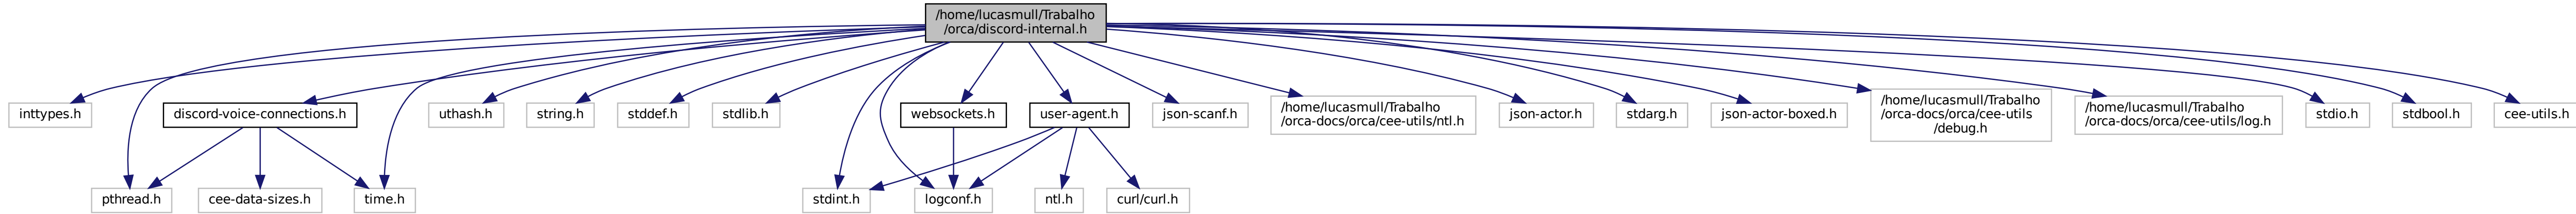 /home/lucasmull/Trabalho
/orca/discord-internal.h
inttypes.h
discord-voice-connections.h
uthash.h
string.h
stddef.h
stdlib.h
websockets.h
user-agent.h
json-scanf.h
/home/lucasmull/Trabalho
/orca-docs/orca/cee-utils/ntl.h
json-actor.h
stdarg.h
json-actor-boxed.h
/home/lucasmull/Trabalho
/orca-docs/orca/cee-utils
/debug.h
/home/lucasmull/Trabalho
/orca-docs/orca/cee-utils/log.h
stdio.h
stdbool.h
cee-utils.h
pthread.h
cee-data-sizes.h
time.h
stdint.h
logconf.h
ntl.h
curl/curl.h